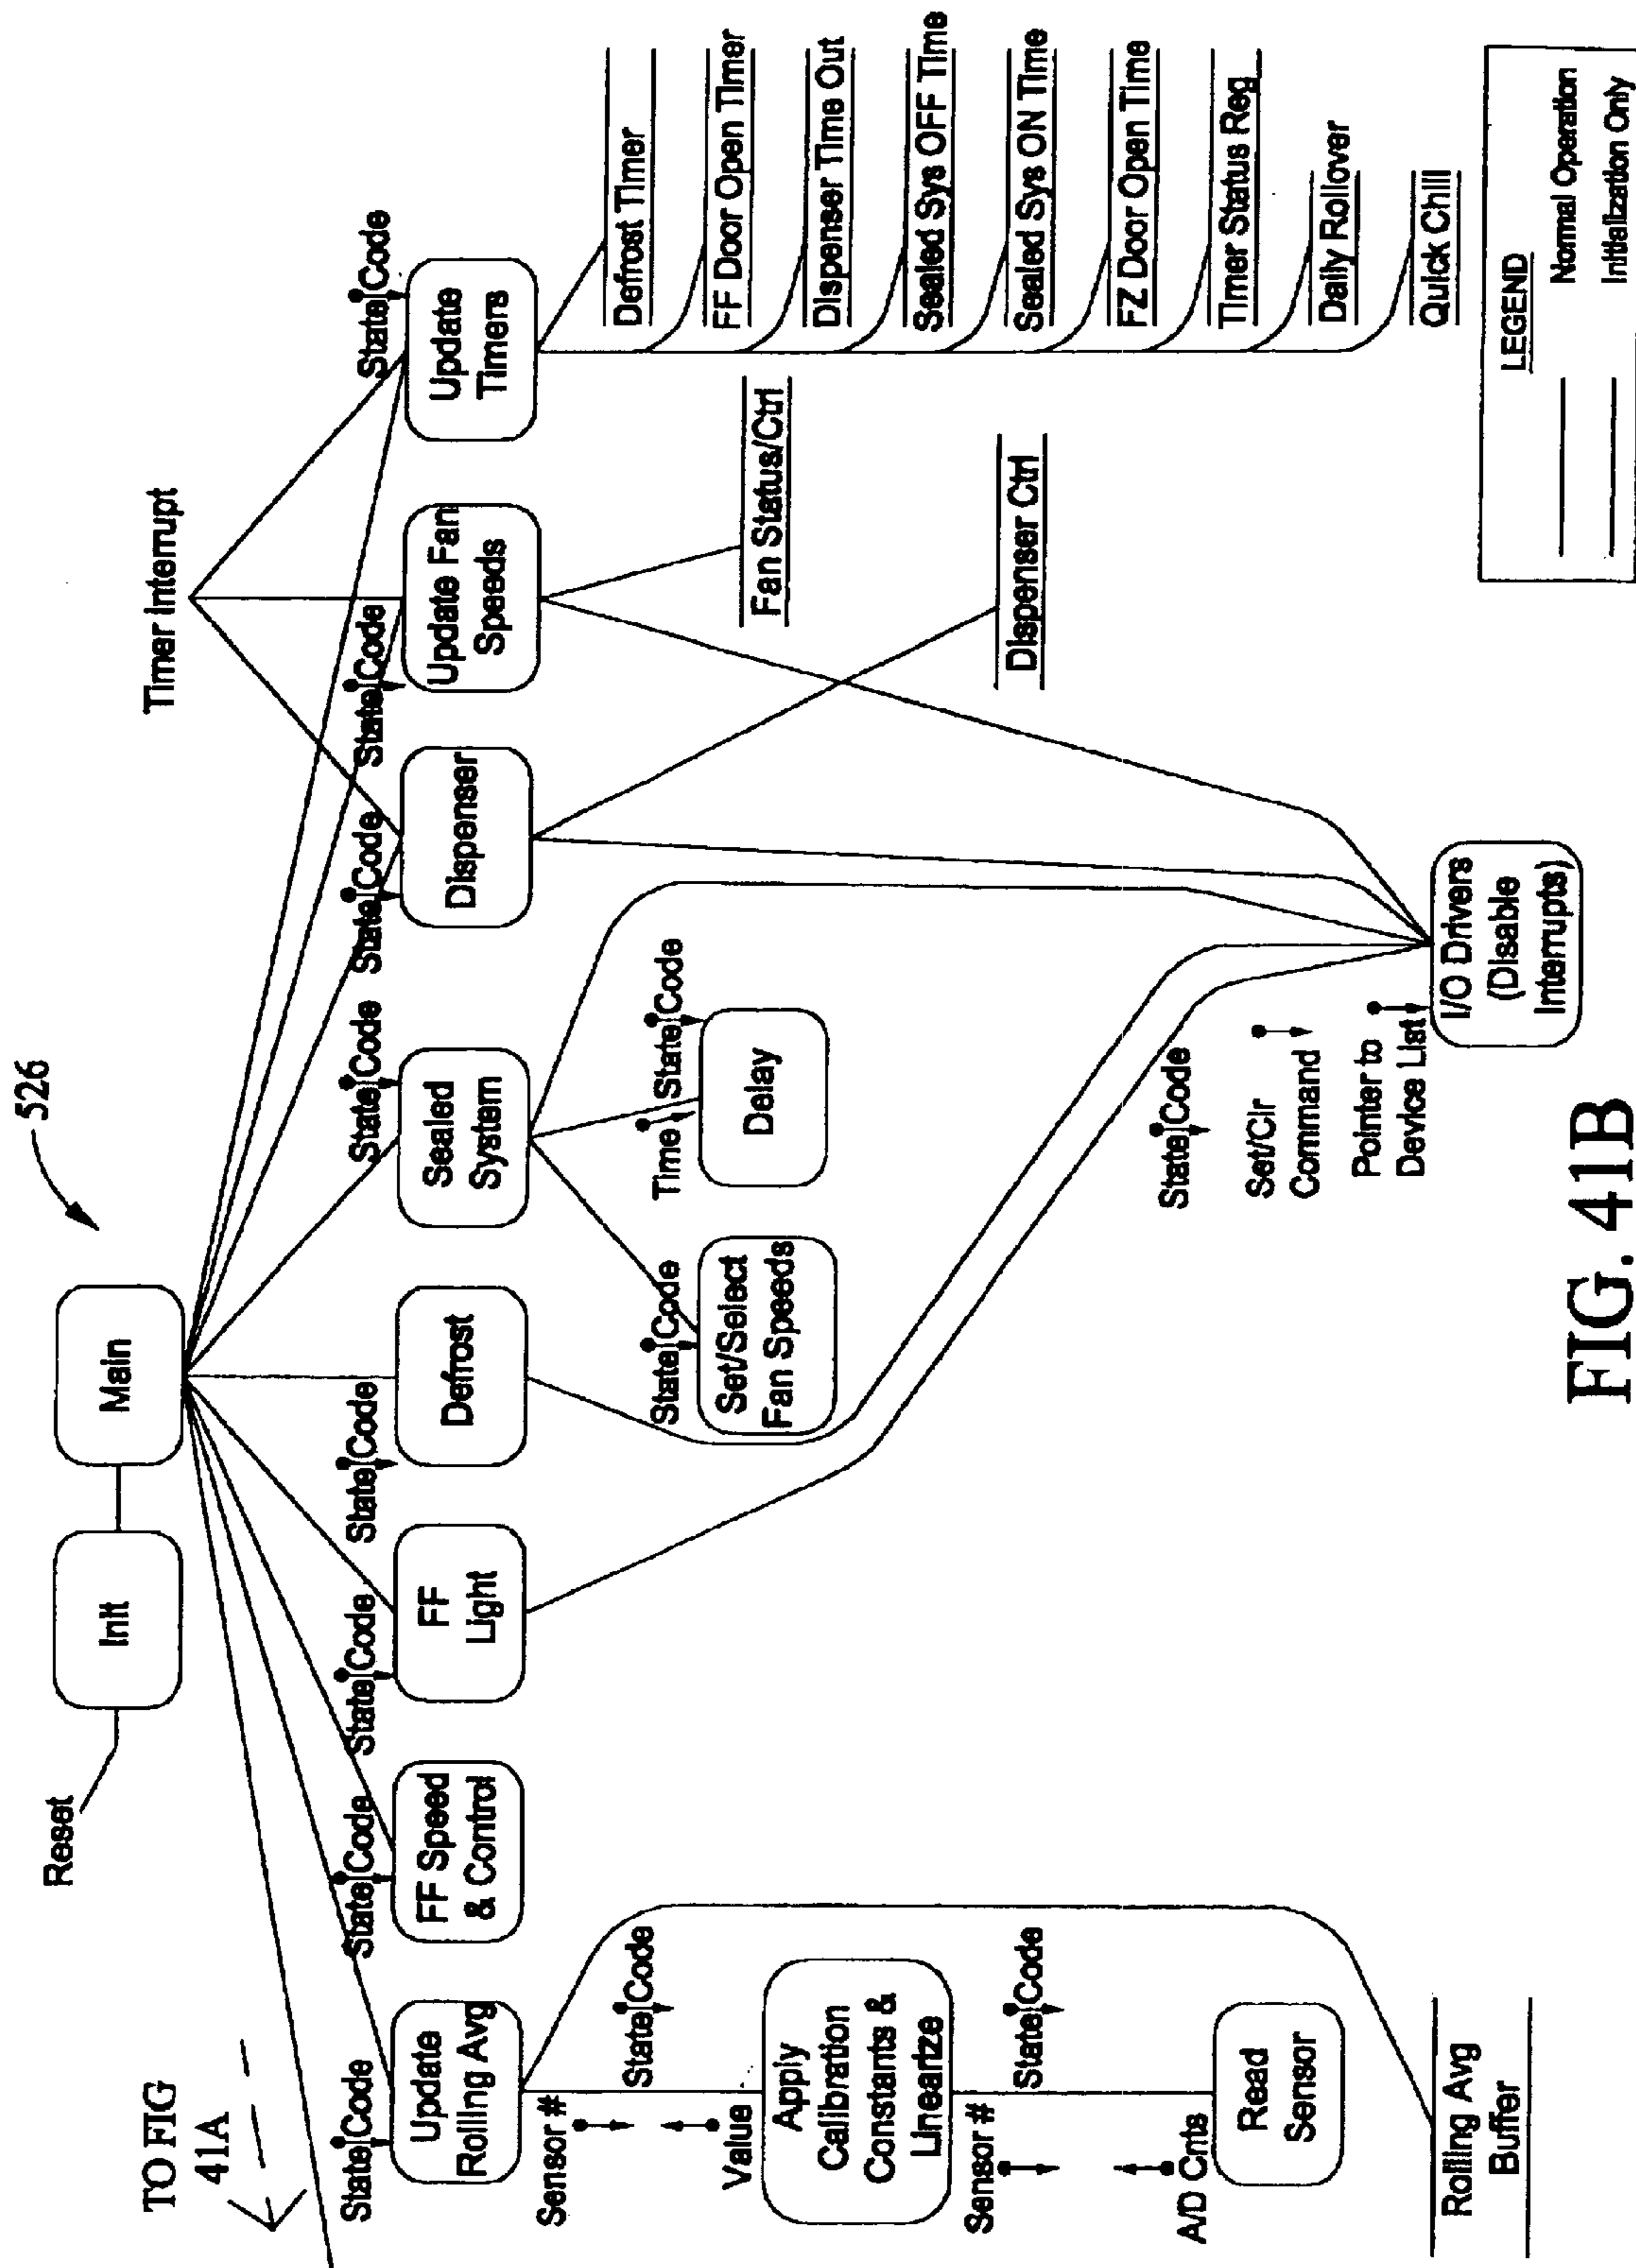 526
Reset
Init
Main
Timer Interrupt
TO FIG
41A
State Code
State Code
State Code
State Code
State Code
State Code
State Code
State Code
Update
Rolling Avg
FF Speed
& Control
FF
Light
Defrost
Sealed
System
Dispenser
Update Fan
Speeds
Update
Timers
Sensor #
State Code
Value
Apply
Calibration
Constants &
Linearize
Sensor #
State Code
A/D Cnts
Read
Sensor
Rolling Avg
Buffer
State Code
Set/Select
Fan Speeds
Time
State Code
Delay
Fan Status/Ctrl
Dispenser Ctrl
Defrost Timer
FF Door Open Timer
Dispenser Time Out
Sealed Sys OFF Time
Sealed Sys ON Time
FZ Door Open Time
Timer Status Reg
Daily Rollover
Quick Chill
State Code
Set/Clr
Command
Pointer to
Device List
I/O Drivers
(Disable
Interrupts)
LEGEND
Normal Operation
Initialization Only
FIG. 41B